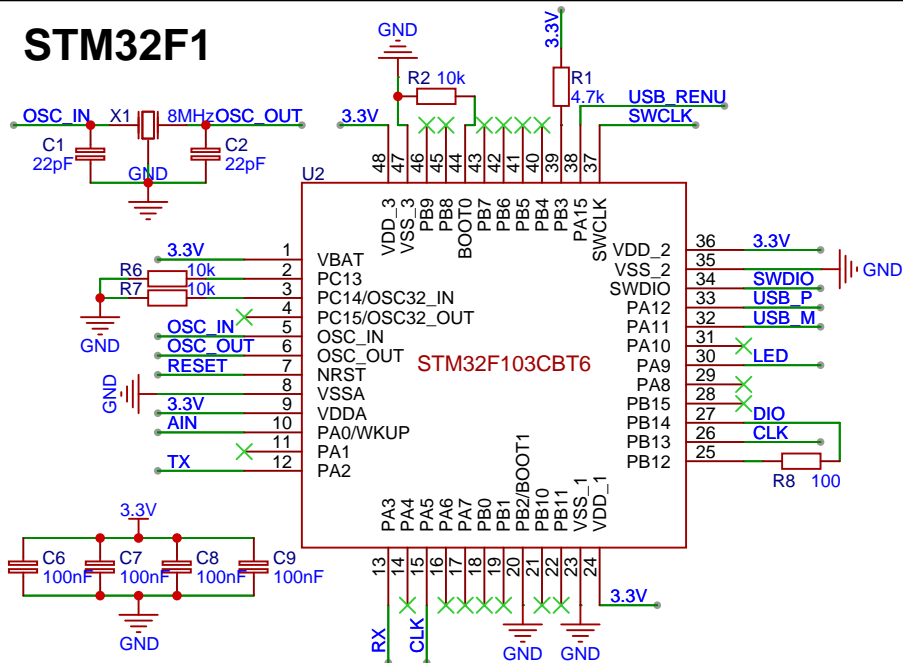 STM32F1
GND
3.3V
R2 10k
R1
4.7k
USB_RENU
SWCLK
OSC_IN
X1
8MHz
OSC_OUT
3.3V
C1
22pF
C2
22pF
GND
U2
48
47
46
45
44
43
42
41
40
39
38
37
VDD_3
VSS_3
PB9
PB8
BOOT0
PB7
PB6
PB5
PB4
PB3
PA15
SWCLK
3.3V
1
VBAT
R6
10k
2
PC13
R7
10k
3
PC14/OSC32_IN
4
PC15/OSC32_OUT
GND
OSC_IN
5
OSC_IN
OSC_OUT
6
OSC_OUT
RESET
7
NRST
GND
8
VSSA
3.3V
9
VDDA
AIN
10
PA0/WKUP
11
PA1
TX
12
PA2
STM32F103CBT6
VDD_2
36
3.3V
VSS_2
35
GND
SWDIO
34
SWDIO
PA12
33
USB_P
PA11
32
USB_M
PA10
31
PA9
30
LED
PA8
29
PB15
28
PB14
27
DIO
PB13
26
CLK
PB12
25
R8
100
PA3
PA4
PA5
PA6
PA7
PB0
PB1
PB2/BOOT1
PB10
PB11
VSS_1
VDD_1
13
14
15
16
17
18
19
20
21
22
23
24
RX
CLK
GND
GND
3.3V
3.3V
C6
100nF
C7
100nF
C8
100nF
C9
100nF
GND